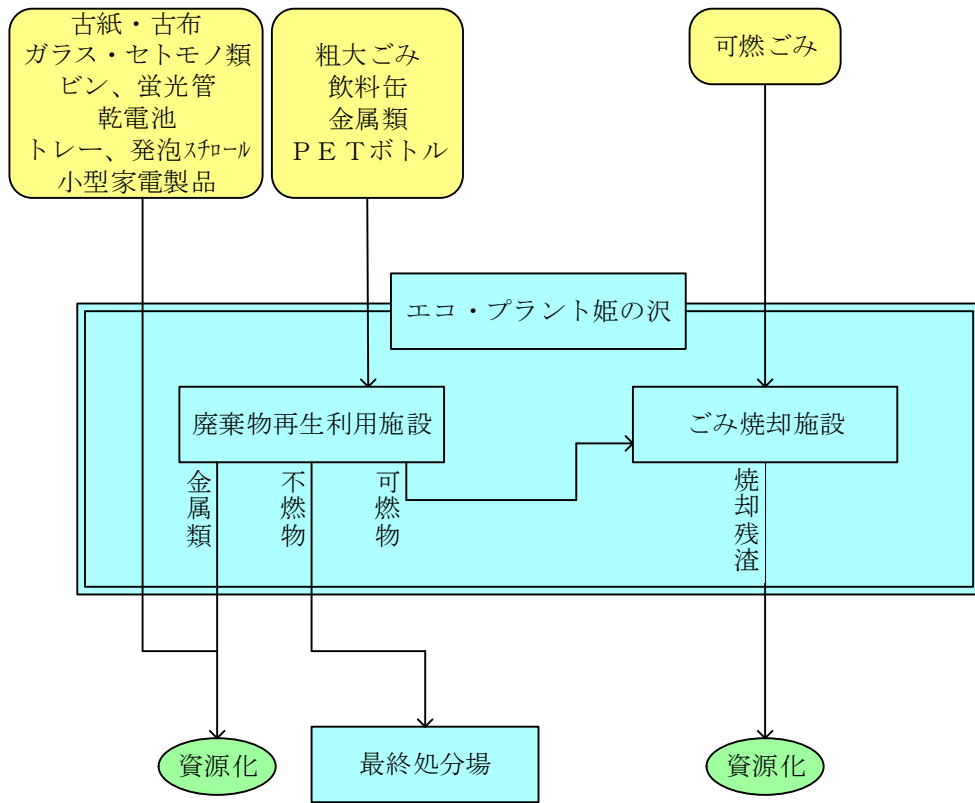 古紙・古布
ガラス・セトモノ類
ビン、蛍光管
乾電池
トレー、発泡ｽﾁﾛｰﾙ
小型家電製品
粗大ごみ
飲料缶
金属類
ＰＥＴボトル
可燃ごみ
エコ・プラント姫の沢
廃棄物再生利用施設
ごみ焼却施設
金属類
不燃物
可燃物
焼却残渣
資源化
最終処分場
資源化